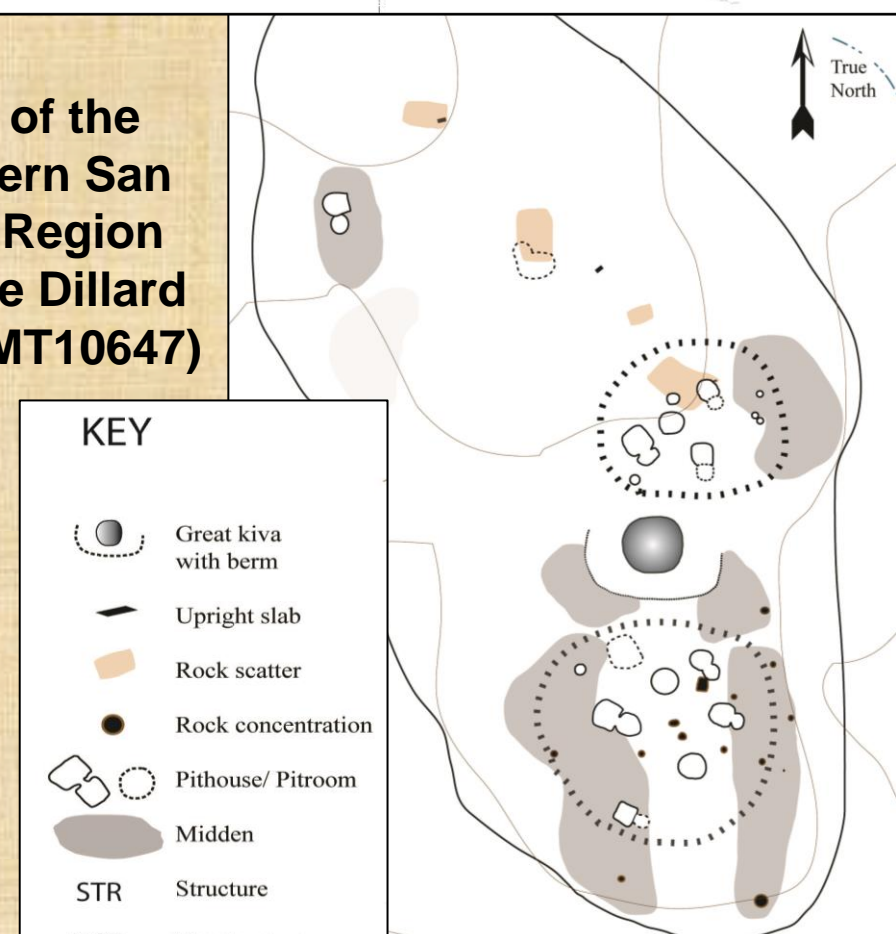 of the
ern San
Region
e Dillard
MT10647)
True
North
KEY
Great kiva
with berm
Upright slab
Rock scatter
Rock concentration
Pithouse/ Pitroom
Midden
STR
Structure